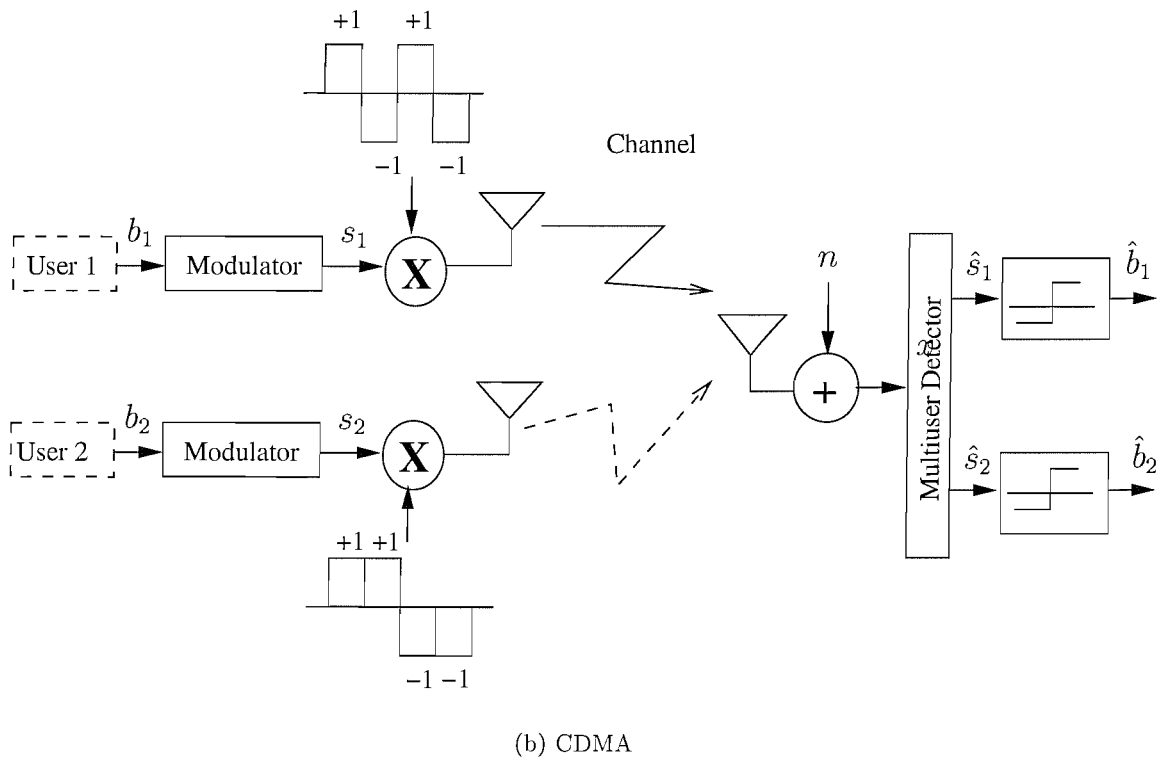 +1 +1
−1 −1
Channel
User 1
b₁
Modulator
s₁
X
n
+
x
Multiuser Detector
ŝ₁
b̂₁
User 2
b₂
Modulator
s₂
X
ŝ₂
b̂₂
+1 +1
−1 −1
(b) CDMA